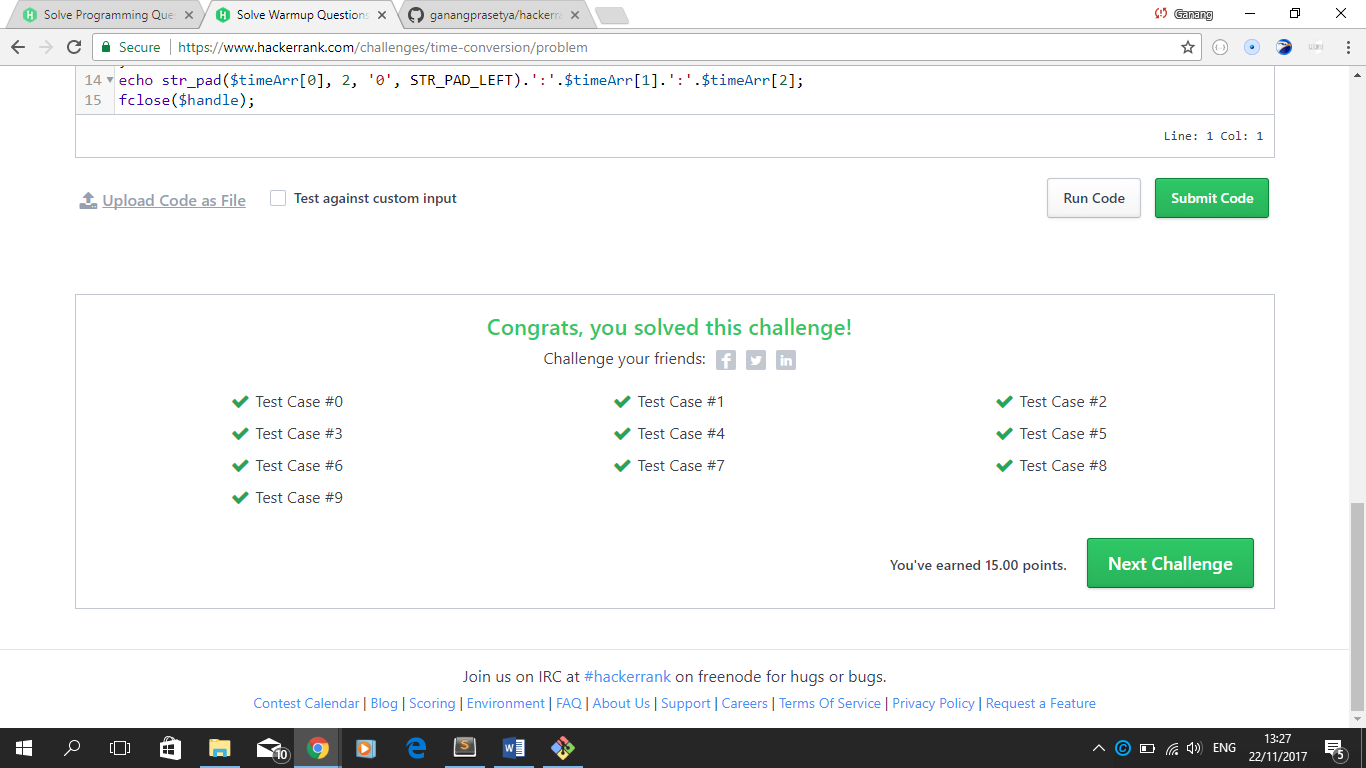 Solve Programming Que
Solve Warmup Questions
ganangprasetya/hackerra
Ganang
Secure
https://www.hackerrank.com/challenges/time-conversion/problem
14 echo str_pad($timeArr[0], 2, '0', STR_PAD_LEFT).':'.$timeArr[1].':'.$timeArr[2];
15 fclose($handle);
Line: 1 Col: 1
Upload Code as File
Test against custom input
Run Code
Submit Code
Congrats, you solved this challenge!
Challenge your friends:
Test Case #0 Test Case #1 Test Case #2
Test Case #3 Test Case #4 Test Case #5
Test Case #6 Test Case #7 Test Case #8
Test Case #9
You've earned 15.00 points.
Next Challenge
Join us on IRC at #hackerrank on freenode for hugs or bugs.
Contest Calendar | Blog | Scoring | Environment | FAQ | About Us | Support | Careers | Terms Of Service | Privacy Policy | Request a Feature
10
ENG
13:27
22/11/2017
5